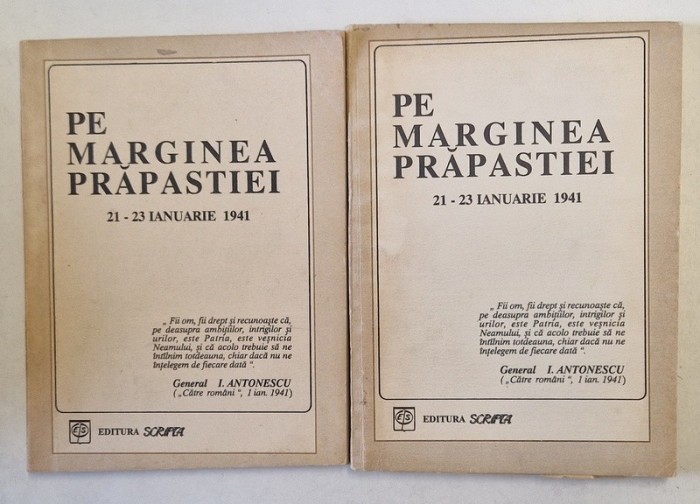 PE
MARGINEA
PRĂPASTIEI
21 - 23 IANUARIE 1941
„ Fii om, fii drept și recunoaște că,
pe deasupra ambițiilor, intrigilor și
urilor, este Patria, este veșnicia
Neamului, și că acolo trebuie să ne
întîlnim totdeauna, chiar dacă nu ne
înțelegem de fiecare dată “.
General I. ANTONESCU
( „Către români “, 1 ian. 1941)
ES EDITURA SCRIPTA
PE
MARGINEA
PRĂPASTIEI
21 - 23 IANUARIE 1941
„ Fii om, fii drept și recunoaște că,
pe deasupra ambițiilor, intrigilor și
urilor, este Patria, este veșnicia
Neamului, și că acolo trebuie să ne
întîlnim totdeauna, chiar dacă nu ne
înțelegem de fiecare dată “.
General I. ANTONESCU
( „Către români “, 1 ian. 1941)
ES EDITURA SCRIPTA